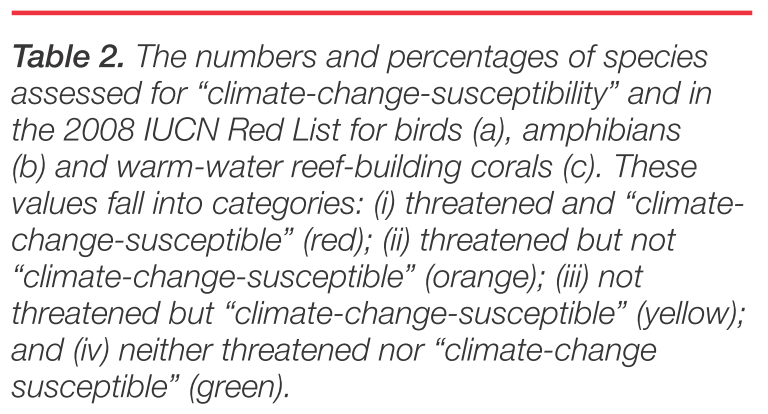 Table 2. The numbers and percentages of species
assessed for “climate-change-susceptibility” and in
the 2008 IUCN Red List for birds (a), amphibians
(b) and warm-water reef-building corals (c). These
values fall into categories: (i) threatened and “climate-
change-susceptible” (red); (ii) threatened but not
“climate-change-susceptible” (orange); (iii) not
threatened but “climate-change-susceptible” (yellow);
and (iv) neither threatened nor “climate-change
susceptible” (green).